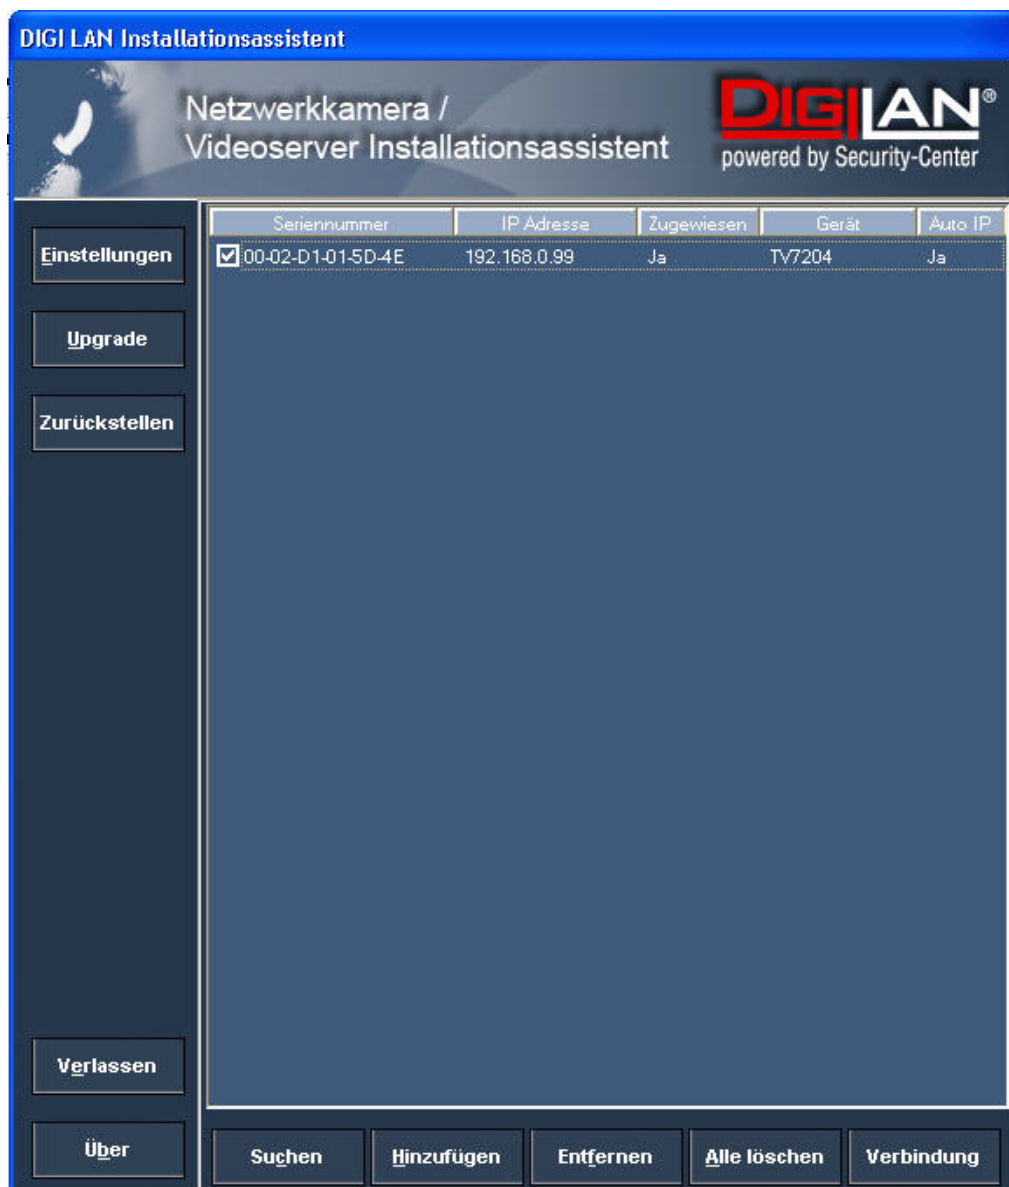 DIGI LAN Installationsassistent
Netzwerkkamera /
Videoserver Installationsassistent
DIGILAN®
powered by Security-Center
Seriennummer IP Adresse Zugewiesen Gerät Auto IP
00-02-D1-01-5D-4E 192.168.0.99 Ja TV7204 Ja
Einstellungen
Upgrade
Zurückstellen
Verlassen
Über
Suchen Hinzufügen Entfernen Alle löschen Verbindung